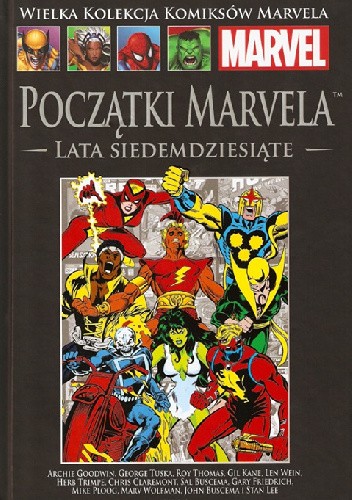 WIELKA KOLEKCJA KOMIKSÓW MARVELA
MARVEL
POCZĄTKI MARVELA™
LATA SIEDEMDZIESIĄTE
ARCHIE GOODWIN, GEORGE TUSKA, ROY THOMAS, GIL KANE, LEN WEIN,
HERB TRIMPE, CHRIS CLAREMONT, SAL BUSCEMA, GARY FRIEDRICH,
MIKE PLOOG, MARV WOLFMAN, JOHN BUSCEMA I STAN LEE